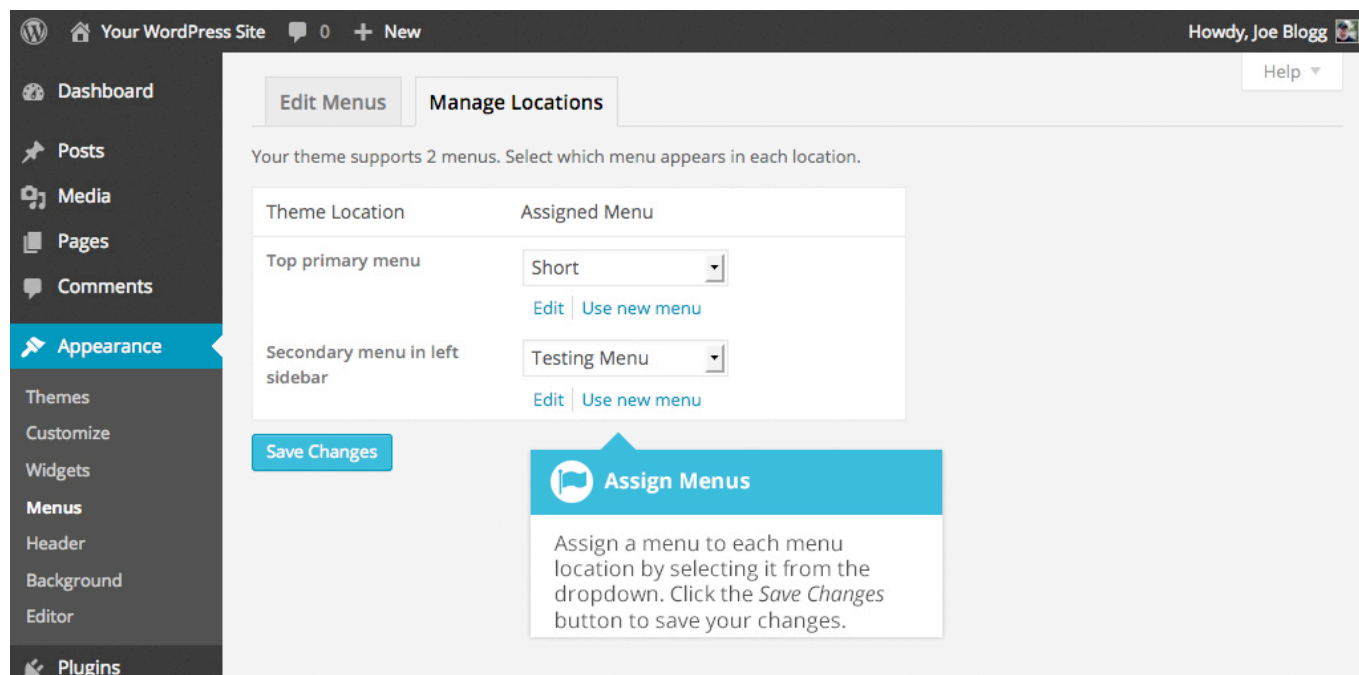 Your WordPress Site 0 New Howdy, Joe Blogg
Help
Dashboard
Posts
Media
Pages
Comments
Appearance
Themes
Customize
Widgets
Menus
Header
Background
Editor
Plugins
Edit Menus Manage Locations
Your theme supports 2 menus. Select which menu appears in each location.
Theme Location Assigned Menu
Top primary menu Short
Edit Use new menu
Secondary menu in left
sidebar
Testing Menu
Edit Use new menu
Save Changes
Assign Menus
Assign a menu to each menu
location by selecting it from the
dropdown. Click the Save Changes
button to save your changes.